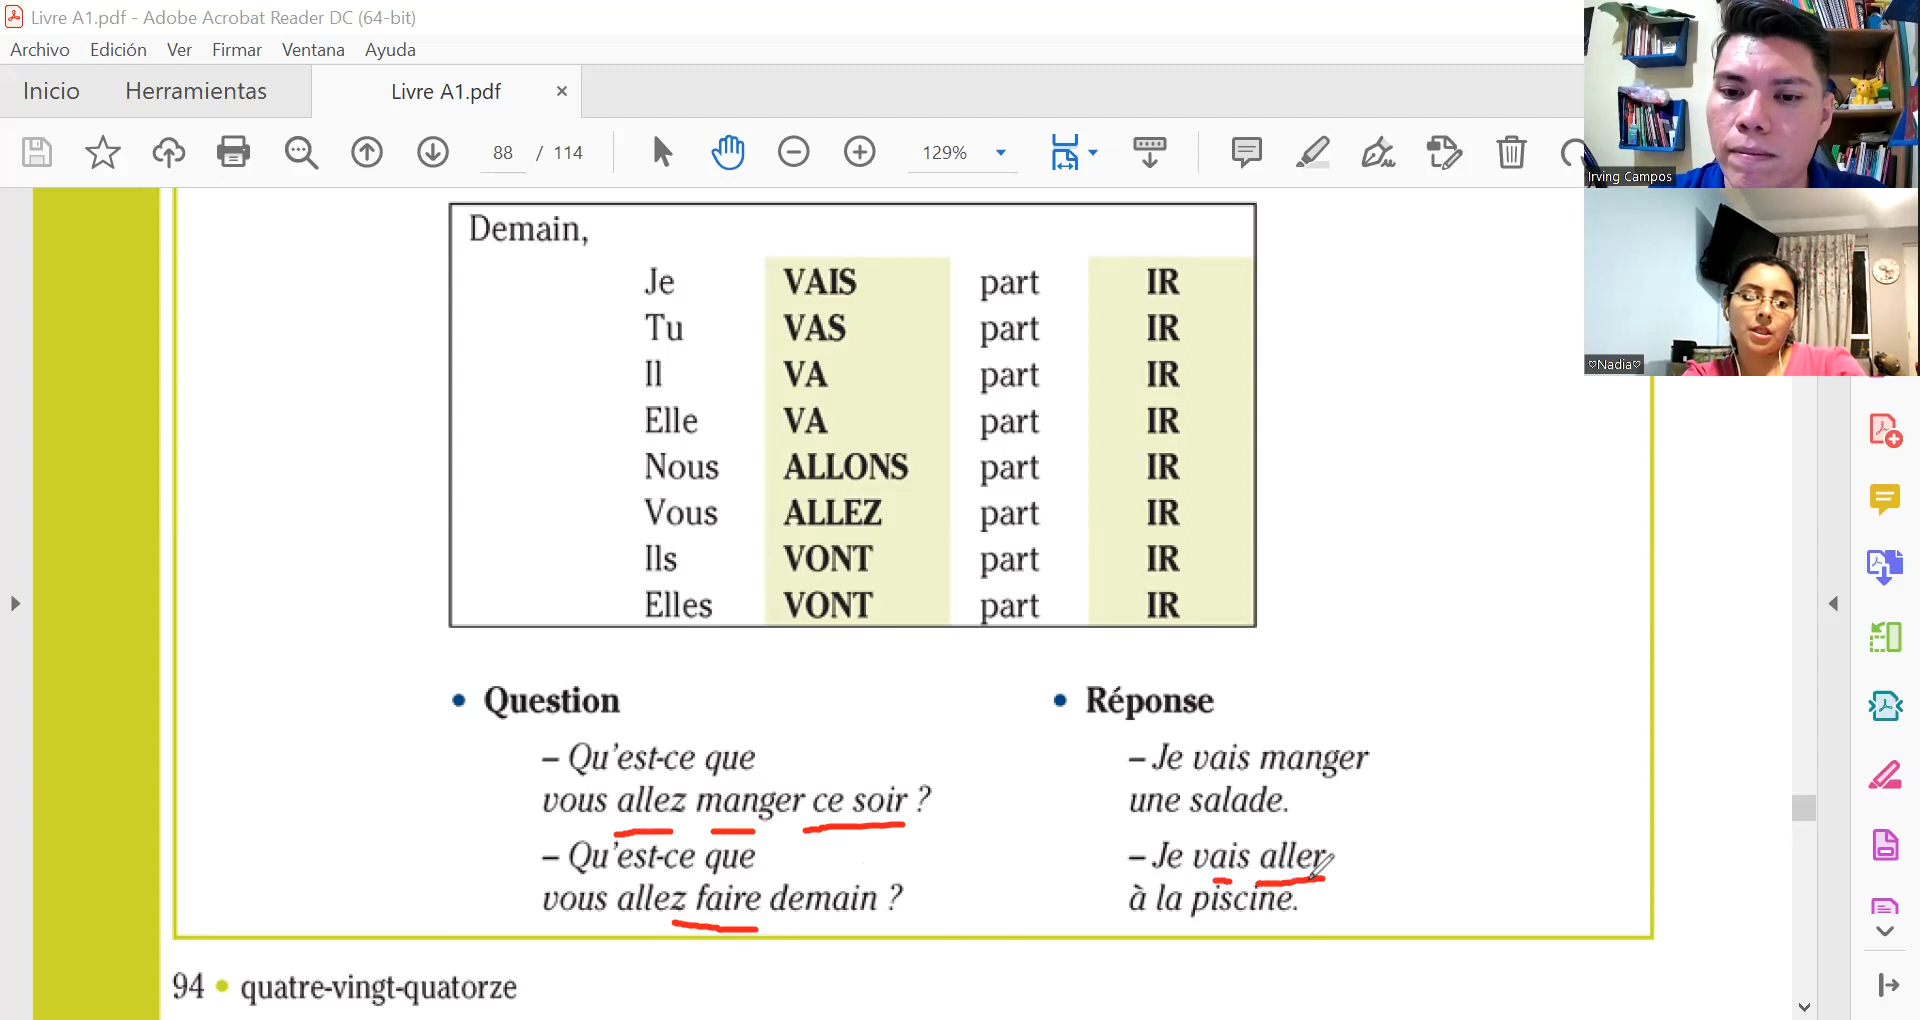 Livre A1.pdf - Adobe Acrobat Reader DC (64-bit)
Archivo Edición Ver Firmar Ventana Ayuda
Inicio Herramientas Livre A1.pdf ×
88 / 114 129%
Irving Campos
♡Nadia♡
Demain,
Je VAIS part IR
Tu VAS part IR
Il VA part IR
Elle VA part IR
Nous ALLONS part IR
Vous ALLEZ part IR
Ils VONT part IR
Elles VONT part IR
• Question
– Qu'est-ce que
vous allez manger ce soir ?
– Qu'est-ce que
vous allez faire demain ?
• Réponse
– Je vais manger
une salade.
– Je vais aller
à la piscine.
94 • quatre-vingt-quatorze